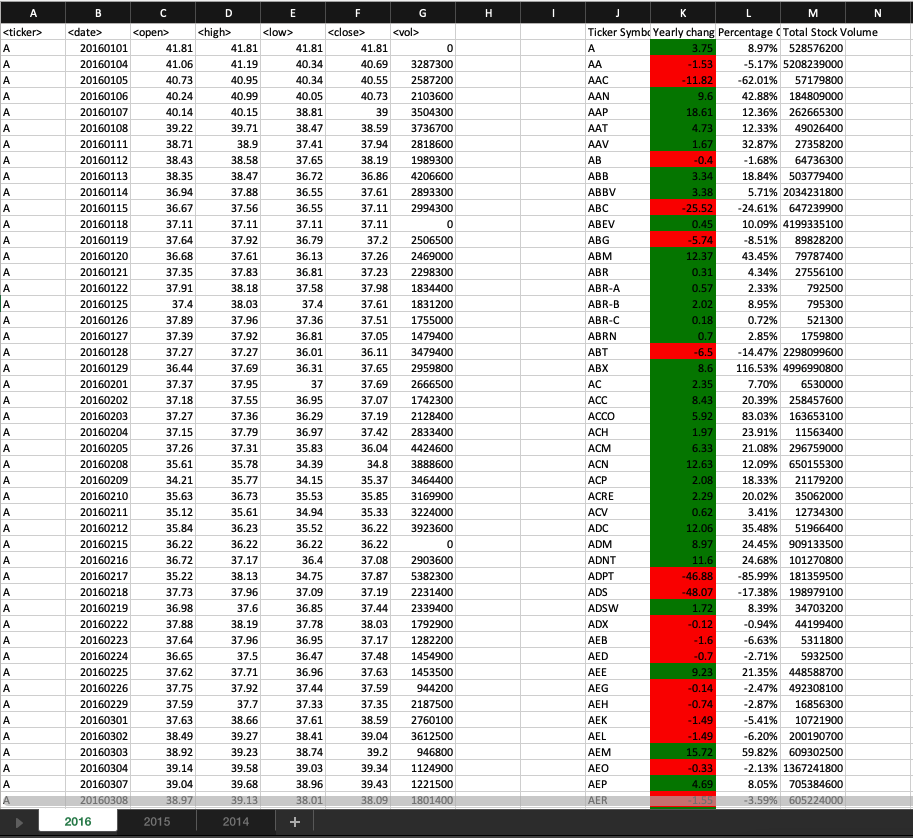 A B C D E F G H I J K L M N
<ticker> <date> <open> <high> <low> <close> <vol> Ticker Symbo Yearly chang Percentage C Total Stock Volume
A 20160101 41.81 41.81 41.81 41.81 0 A 3.75 8.97% 528576200
A 20160104 41.06 41.19 40.34 40.69 3287300 AA -1.53 -5.17% 5208239000
A 20160105 40.73 40.95 40.34 40.55 2587200 AAC -11.82 -62.01% 57179800
A 20160106 40.24 40.99 40.05 40.73 2103600 AAN 9.6 42.88% 184809000
A 20160107 40.14 40.15 38.81 39 3504300 AAP 18.61 12.36% 262665300
A 20160108 39.22 39.71 38.47 38.59 3736700 AAT 4.73 12.33% 49026400
A 20160111 38.71 38.9 37.41 37.94 2818600 AAV 1.67 32.87% 27358200
A 20160112 38.43 38.58 37.65 38.19 1989300 AB -0.4 -1.68% 64736300
A 20160113 38.35 38.47 36.72 36.86 4206600 ABB 3.34 18.84% 503779400
A 20160114 36.94 37.88 36.55 37.61 2893300 ABBV 3.38 5.71% 2034231800
A 20160115 36.67 37.56 36.55 37.11 2994300 ABC -25.52 -24.61% 647239900
A 20160118 37.11 37.11 37.11 37.11 0 ABEV 0.45 10.09% 4199335100
A 20160119 37.64 37.92 36.79 37.2 2506500 ABG -5.74 -8.51% 89828200
A 20160120 36.68 37.61 36.13 37.26 2469000 ABM 12.37 43.45% 79787400
A 20160121 37.35 37.83 36.81 37.23 2298300 ABR 0.31 4.34% 27556100
A 20160122 37.91 38.18 37.58 37.98 1834400 ABR-A 0.57 2.33% 792500
A 20160125 37.4 38.03 37.4 37.61 1831200 ABR-B 2.02 8.95% 795300
A 20160126 37.89 37.96 37.36 37.51 1755000 ABR-C 0.18 0.72% 521300
A 20160127 37.39 37.92 36.81 37.05 1479400 ABRN 0.7 2.85% 1759800
A 20160128 37.27 37.27 36.01 36.11 3479400 ABT -6.5 -14.47% 2298099600
A 20160129 36.44 37.69 36.31 37.65 2959800 ABX 8.6 116.53% 4996990800
A 20160201 37.37 37.95 37 37.69 2666500 AC 2.35 7.70% 6530000
A 20160202 37.18 37.55 36.95 37.07 1742300 ACC 8.43 20.39% 258457600
A 20160203 37.27 37.36 36.29 37.19 2128400 ACCO 5.92 83.03% 163653100
A 20160204 37.15 37.79 36.97 37.42 2833400 ACH 1.97 23.91% 11563400
A 20160205 37.26 37.31 35.83 36.04 4424600 ACM 6.33 21.08% 296759000
A 20160208 35.61 35.78 34.39 34.8 3888600 ACN 12.63 12.09% 650155300
A 20160209 34.21 35.77 34.15 35.37 3464400 ACP 2.08 18.33% 21179200
A 20160210 35.63 36.73 35.53 35.85 3169900 ACRE 2.29 20.02% 35062000
A 20160211 35.12 35.61 34.94 35.33 3224000 ACV 0.62 3.41% 12734300
A 20160212 35.84 36.23 35.52 36.22 3923600 ADC 12.06 35.48% 51966400
A 20160215 36.22 36.22 36.22 36.22 0 ADM 8.97 24.45% 909133500
A 20160216 36.72 37.17 36.4 37.08 2903600 ADNT 11.6 24.68% 101270800
A 20160217 35.22 38.13 34.75 37.87 5382300 ADPT -46.88 -85.99% 181359500
A 20160218 37.73 37.96 37.09 37.19 2231400 ADS -48.07 -17.38% 198979100
A 20160219 36.98 37.6 36.85 37.44 2339400 ADSW 1.72 8.39% 34703200
A 20160222 37.88 38.19 37.78 38.03 1792900 ADX -0.12 -0.94% 44199400
A 20160223 37.64 37.96 36.95 37.17 1282200 AEB -1.6 -6.63% 5311800
A 20160224 36.65 37.5 36.47 37.48 1454900 AED -0.7 -2.71% 5932500
A 20160225 37.62 37.71 36.96 37.63 1453500 AEE 9.23 21.35% 448588700
A 20160226 37.75 37.92 37.44 37.59 944200 AEG -0.14 -2.47% 492308100
A 20160229 37.59 37.7 37.33 37.35 2187500 AEH -0.74 -2.87% 16856300
A 20160301 37.63 38.66 37.61 38.59 2760100 AEK -1.49 -5.41% 10721900
A 20160302 38.49 39.27 38.41 39.04 3612500 AEL -1.49 -6.20% 200190700
A 20160303 38.92 39.23 38.74 39.2 946800 AEM 15.72 59.82% 609302500
A 20160304 39.14 39.58 39.03 39.34 1124900 AEO -0.33 -2.13% 1367241800
A 20160307 39.04 39.68 38.96 39.43 1221500 AEP 4.69 8.05% 705384600
A 20160308 38.97 39.13 38.01 38.09 1801400 AER -1.55 -3.59% 605224000
2016 2015 2014 +